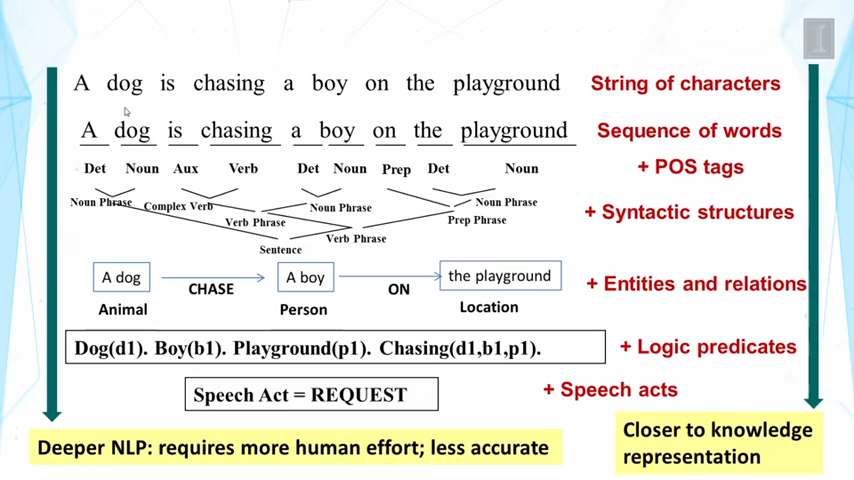 A dog is chasing a boy on the playground String of characters
A dog is chasing a boy on the playground Sequence of words
Det Noun Aux Verb Det Noun Prep Det Noun + POS tags
Noun Phrase Complex Verb Noun Phrase Noun Phrase
Verb Phrase Prep Phrase + Syntactic structures
Verb Phrase
Sentence
A dog CHASE A boy ON the playground + Entities and relations
Animal Person Location
Dog(d1). Boy(b1). Playground(p1). Chasing(d1,b1,p1). + Logic predicates
Speech Act = REQUEST + Speech acts
Deeper NLP: requires more human effort; less accurate
Closer to knowledge
representation